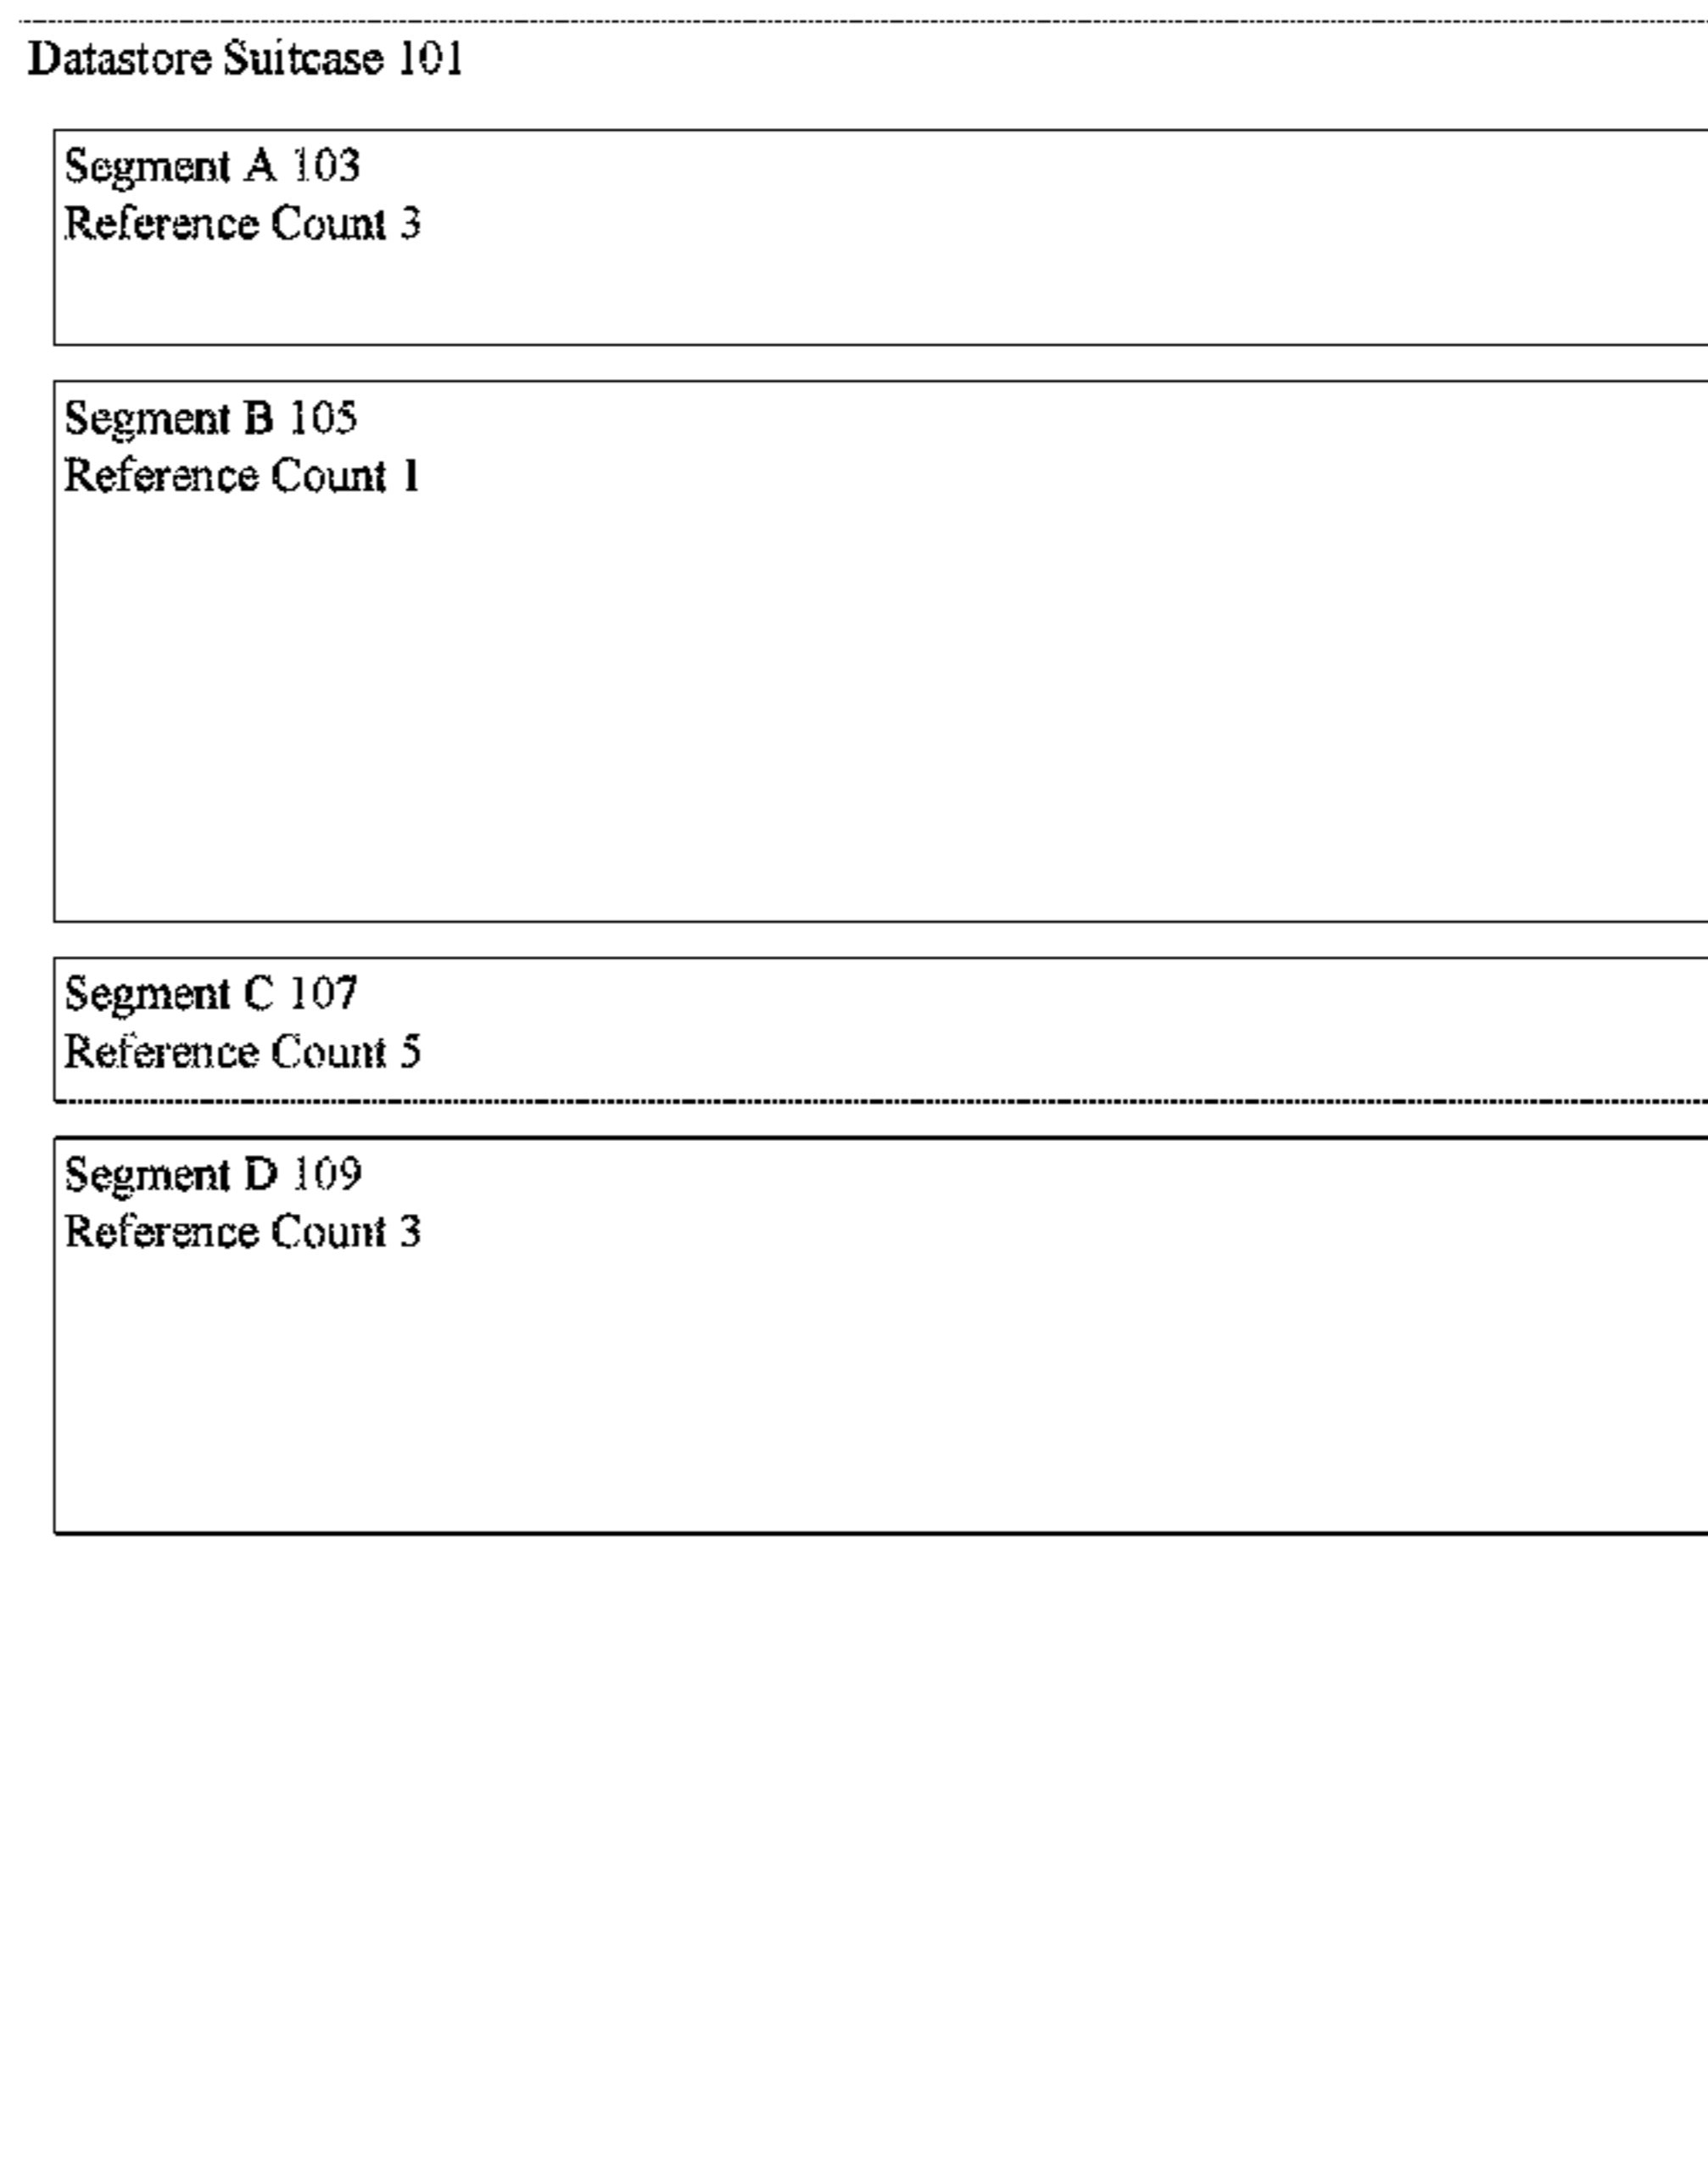 Datastore Suitcase 101
Segment A 103
Reference Count 3
Segment B 105
Reference Count 1
Segment C 107
Reference Count 5
Segment D 109
Reference Count 3